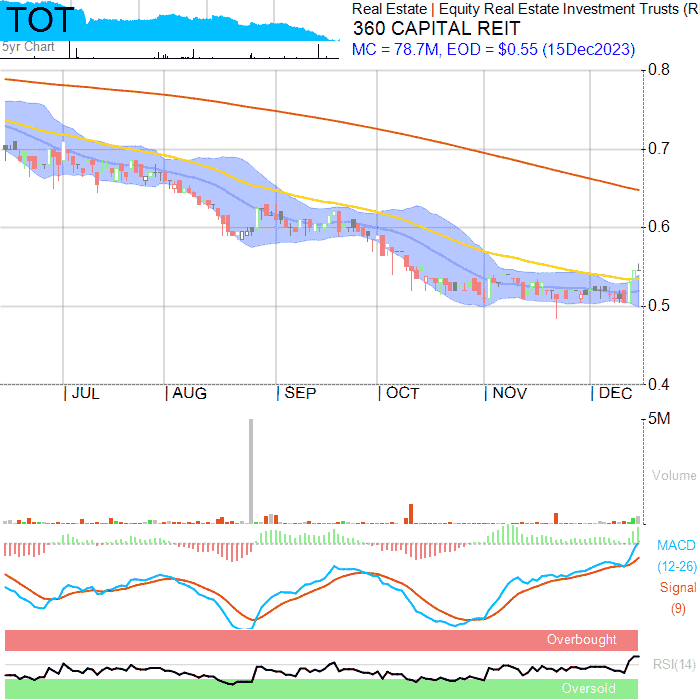 TOT
5yr Chart
Real Estate | Equity Real Estate Investment Trusts (R
360 CAPITAL REIT
MC = 78.7M, EOD = $0.55 (15Dec2023)
0.8
0.7
0.6
0.5
0.4
JUL
AUG
SEP
OCT
NOV
DEC
5M
Volume
MACD
(12-26)
Signal
(9)
Overbought
RSI(14)
Oversold